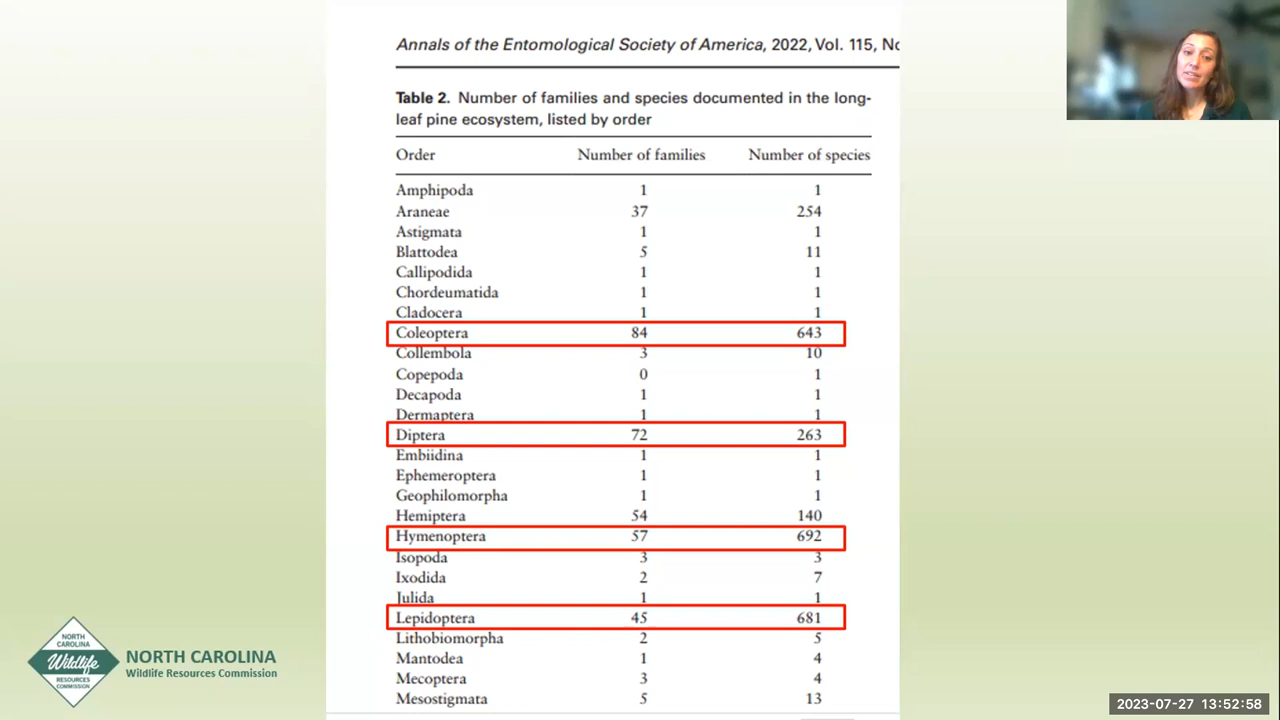 Annals of the Entomological Society of America, 2022, Vol. 115,
Table 2. Number of families and species documented in the long-
leaf pine ecosystem, listed by order
Order Number of families Number of species
Amphipoda 1 1
Araneae 37 254
Astigmata 1 1
Blattodea 5 11
Callipodida 1 1
Chordeumatida 1 1
Cladocera 1 1
Coleoptera 84 643
Collembola 3 10
Copepoda 0 1
Decapoda 1 1
Dermaptera 1 1
Diptera 72 263
Embiidina 1 1
Ephemeroptera 1 1
Geophilomorpha 1 1
Hemiptera 54 140
Hymenoptera 57 692
Isopoda 3 3
Ixodida 2 7
Julida 1 1
Lepidoptera 45 681
Lithobiomorpha 2 5
Mantodea 1 4
Mecoptera 3 4
Mesostigmata 5 13
NORTH
CAROLINA
Wildlife
RESOURCES
COMMISSION
NORTH CAROLINA
Wildlife Resources Commission
2023-07-27 13:52:58